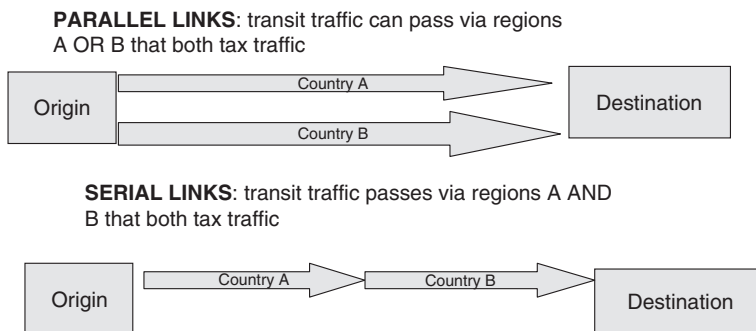 PARALLEL LINKS: transit traffic can pass via regions
A OR B that both tax traffic
Country A
Origin
Destination
Country B
SERIAL LINKS: transit traffic passes via regions A AND
B that both tax traffic
Country A
Country B
Origin
Destination